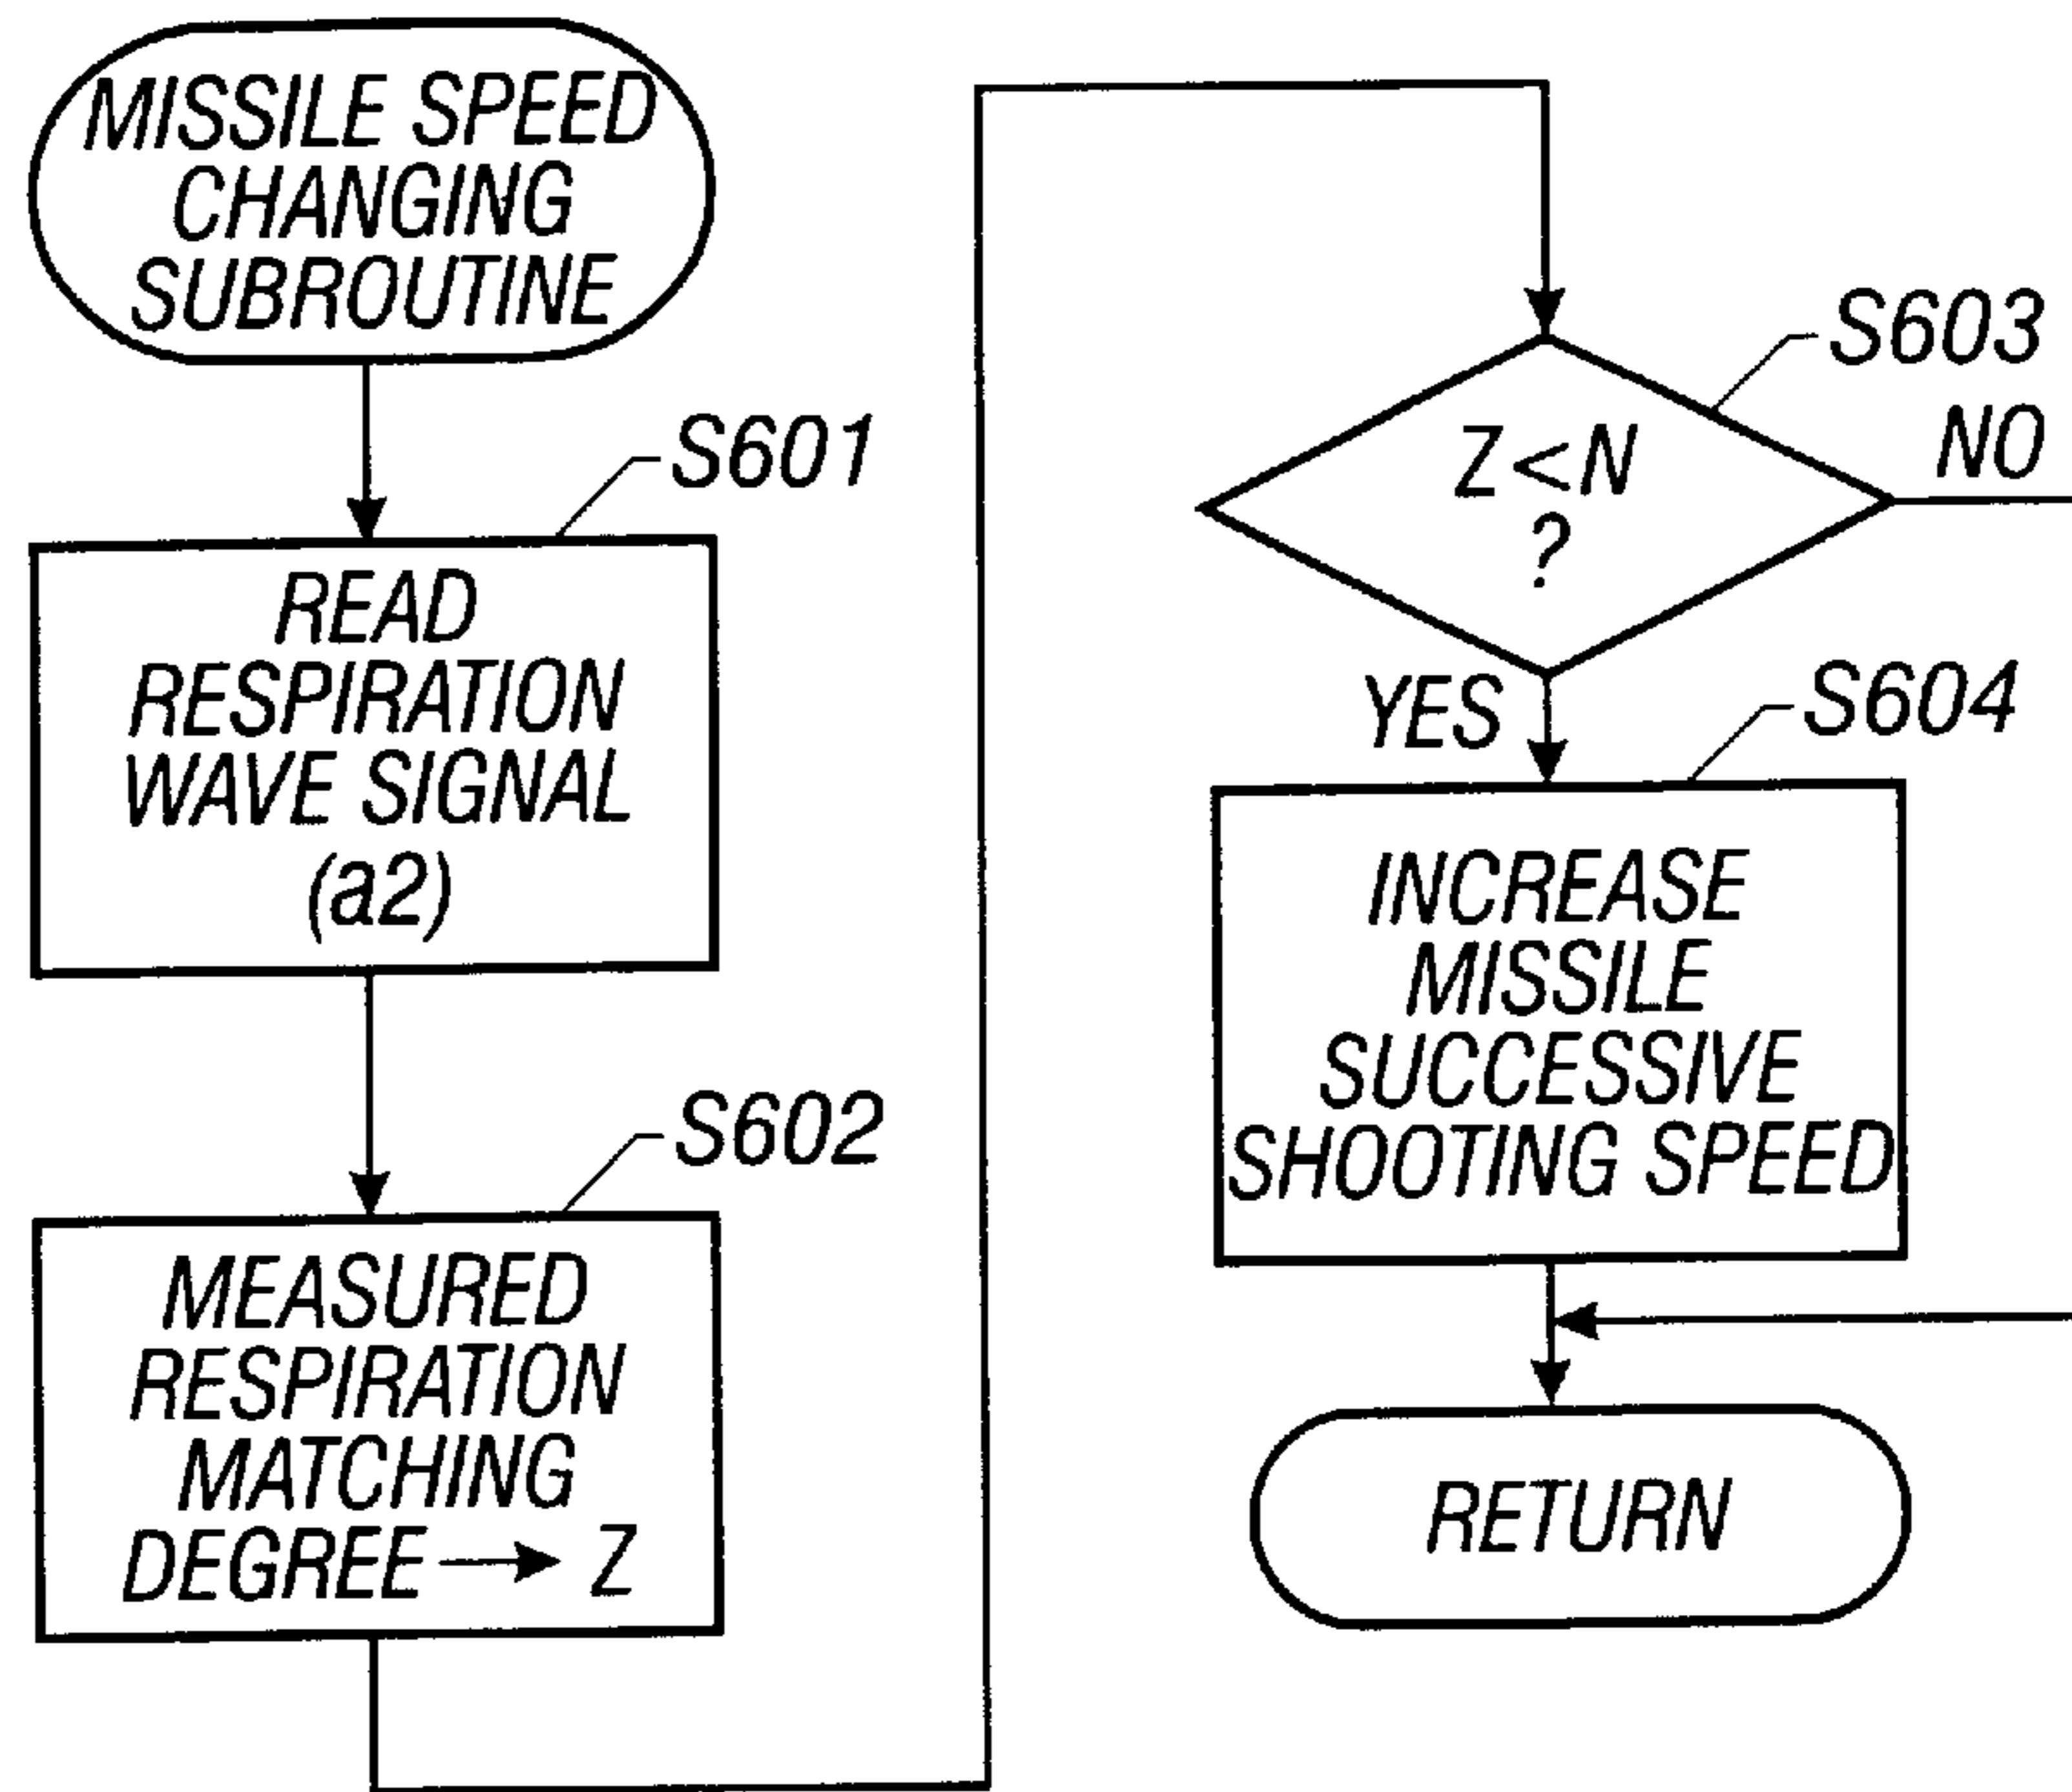 MISSILE SPEED
CHANGING
SUBROUTINE
S601
READ
RESPIRATION
WAVE SIGNAL
(a2)
S602
MEASURED
RESPIRATION
MATCHING
DEGREE → Z
S603
Z<N
?
NO
YES
S604
INCREASE
MISSILE
SUCCESSIVE
SHOOTING SPEED
RETURN